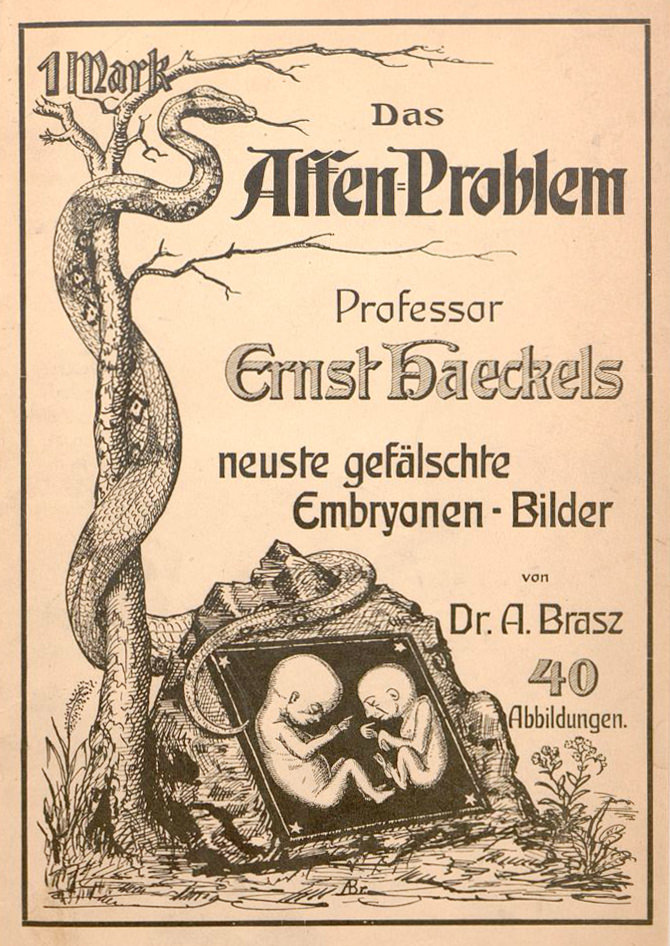 1 Mark
Das
Affen-Problem
Professor
Ernst Haeckels
neuste gefälschte
Embryonen - Bilder
von
Dr. A. Brasz
40
Abbildungen.
ABr.